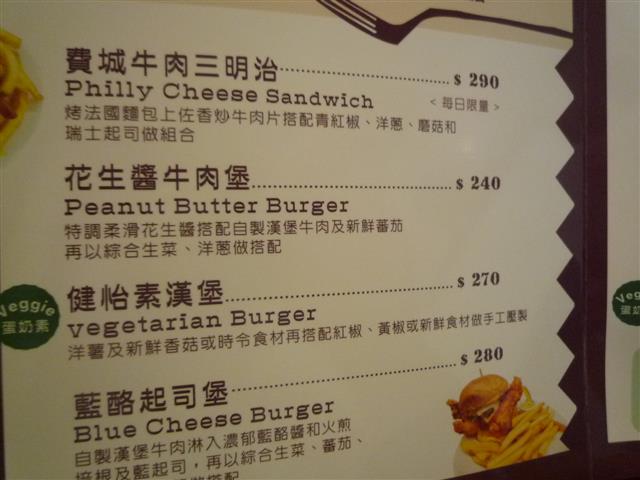 費城牛肉三明治 $ 290
Philly Cheese Sandwich < 每日限量 >
烤法國麵包上佐香炒牛肉片搭配青紅椒、洋蔥、蘑菇和
瑞士起司做組合
花生醬牛肉堡 $ 240
Peanut Butter Burger
特調柔滑花生醬搭配自製漢堡牛肉及新鮮蕃茄
再以綜合生菜、洋蔥做搭配
Veggie
蛋奶素
健怡素漢堡 $ 270
vegetarian Burger
洋薯及新鮮香菇或時令食材再搭配紅椒、黃椒或新鮮食材做手工壓製
藍酪起司堡 $ 280
Blue Cheese Burger
自製漢堡牛肉淋入濃郁藍酪醬和火煎
培根及藍起司，再以綜合生菜、蕃茄、